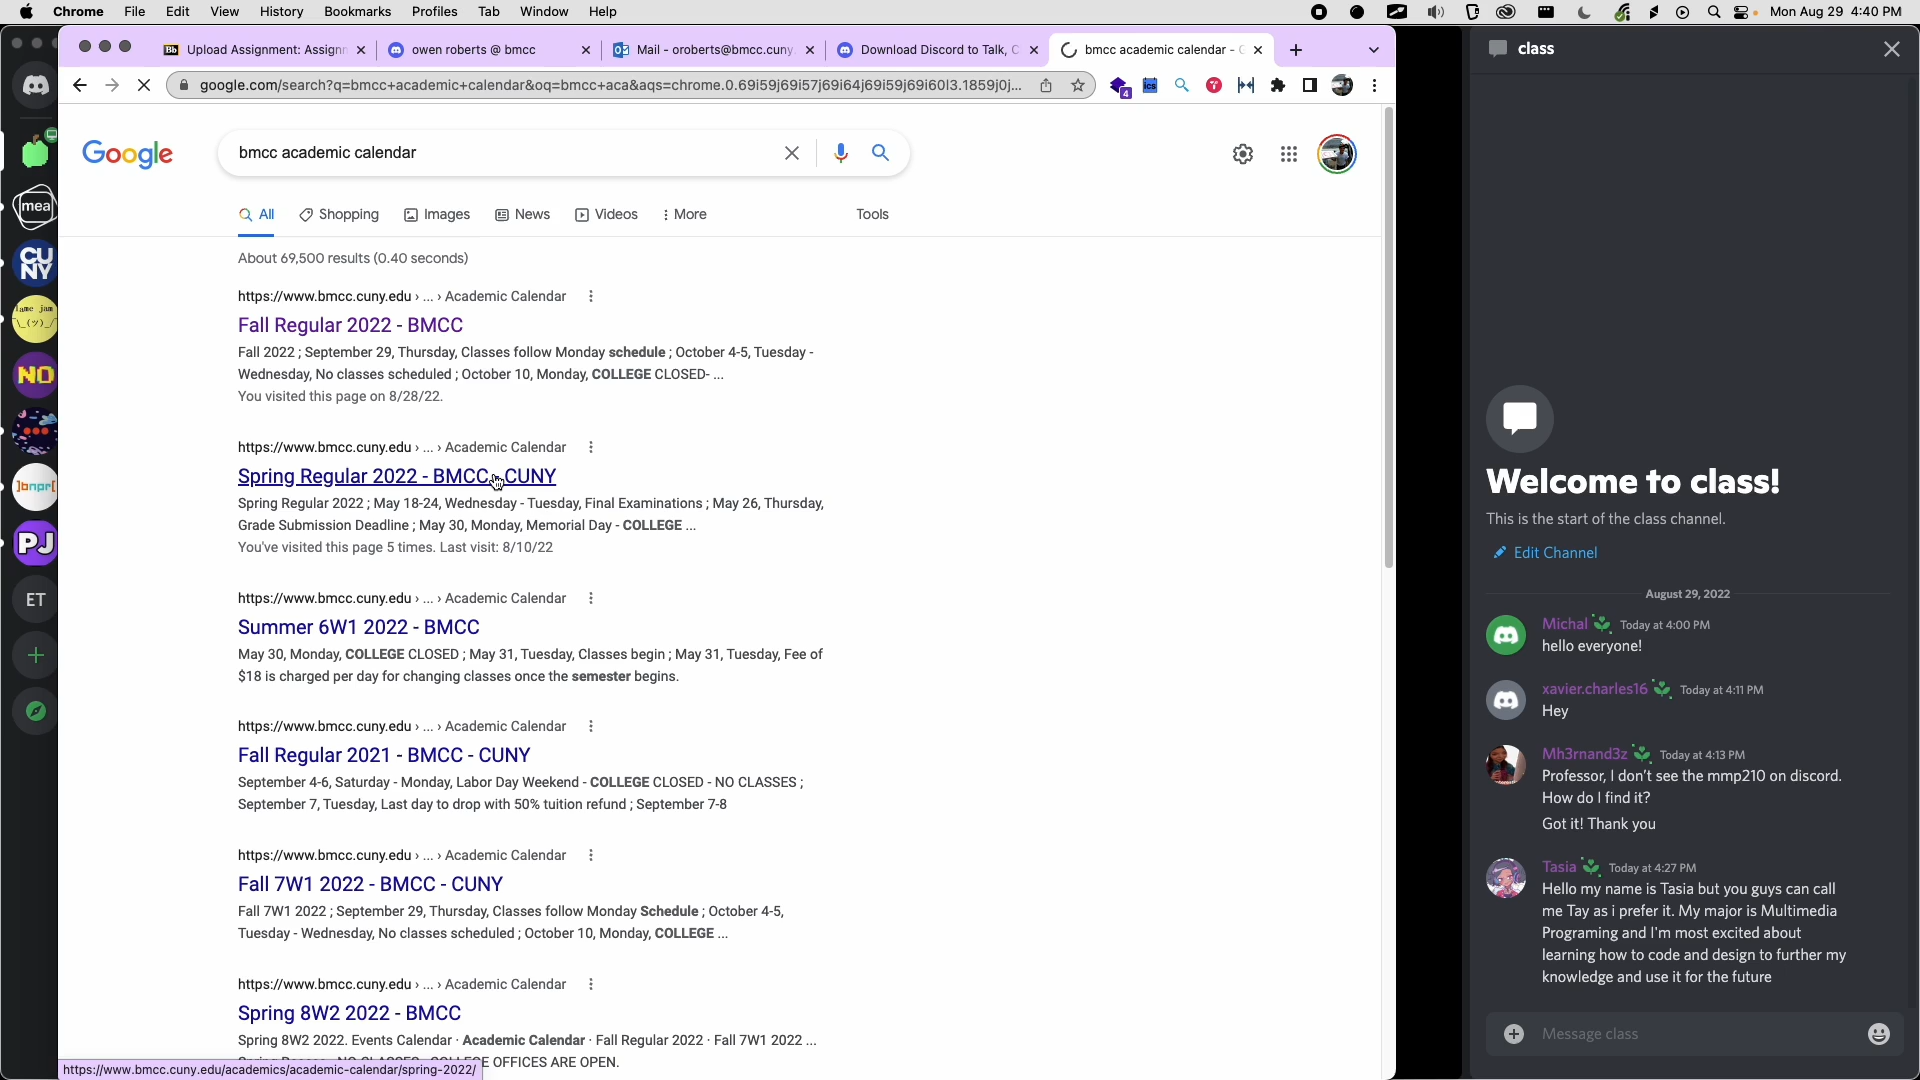 Chrome File Edit View History Bookmarks Profiles Tab Window Help
Mon Aug 29 4:40 PM
Bb Upload Assignment: Assignn
owen roberts @ bmcc
Mail - oroberts@bmcc.cuny.
Download Discord to Talk, C
bmcc academic calendar - G
google.com/search?q=bmcc+academic+calendar&oq=bmcc+aca&aqs=chrome.0.69i59j69i57j69i64j69i59j69i60l3.1859j0j...
ics
4
mea
CU
NY
lame jam
¯\_(ツ)_/
NO
]bnpr[
PJ
ET
Google
bmcc academic calendar
All Shopping Images News Videos More Tools
About 69,500 results (0.40 seconds)
https://www.bmcc.cuny.edu › ... › Academic Calendar
Fall Regular 2022 - BMCC
Fall 2022 ; September 29, Thursday, Classes follow Monday schedule ; October 4-5, Tuesday -
Wednesday, No classes scheduled ; October 10, Monday, COLLEGE CLOSED- ...
You visited this page on 8/28/22.
https://www.bmcc.cuny.edu › ... › Academic Calendar
Spring Regular 2022 - BMCC - CUNY
Spring Regular 2022 ; May 18-24, Wednesday - Tuesday, Final Examinations ; May 26, Thursday,
Grade Submission Deadline ; May 30, Monday, Memorial Day - COLLEGE ...
You've visited this page 5 times. Last visit: 8/10/22
https://www.bmcc.cuny.edu › ... › Academic Calendar
Summer 6W1 2022 - BMCC
May 30, Monday, COLLEGE CLOSED ; May 31, Tuesday, Classes begin ; May 31, Tuesday, Fee of
$18 is charged per day for changing classes once the semester begins.
https://www.bmcc.cuny.edu › ... › Academic Calendar
Fall Regular 2021 - BMCC - CUNY
September 4-6, Saturday - Monday, Labor Day Weekend - COLLEGE CLOSED - NO CLASSES ;
September 7, Tuesday, Last day to drop with 50% tuition refund ; September 7-8
https://www.bmcc.cuny.edu › ... › Academic Calendar
Fall 7W1 2022 - BMCC - CUNY
Fall 7W1 2022 ; September 29, Thursday, Classes follow Monday Schedule ; October 4-5,
Tuesday - Wednesday, No classes scheduled ; October 10, Monday, COLLEGE ...
https://www.bmcc.cuny.edu › ... › Academic Calendar
Spring 8W2 2022 - BMCC
Spring 8W2 2022. Events Calendar · Academic Calendar · Fall Regular 2022 · Fall 7W1 2022 ...
OFFICES ARE OPEN.
https://www.bmcc.cuny.edu/academics/academic-calendar/spring-2022/
class
Welcome to class!
This is the start of the class channel.
Edit Channel
August 29, 2022
Michal Today at 4:00 PM
hello everyone!
xavier.charles16 Today at 4:11 PM
Hey
Mh3rnand3z Today at 4:13 PM
Professor, I don't see the mmp210 on discord.
How do I find it?
Got it! Thank you
Tasia Today at 4:27 PM
Hello my name is Tasia but you guys can call
me Tay as i prefer it. My major is Multimedia
Programing and I'm most excited about
learning how to code and design to further my
knowledge and use it for the future
Message class